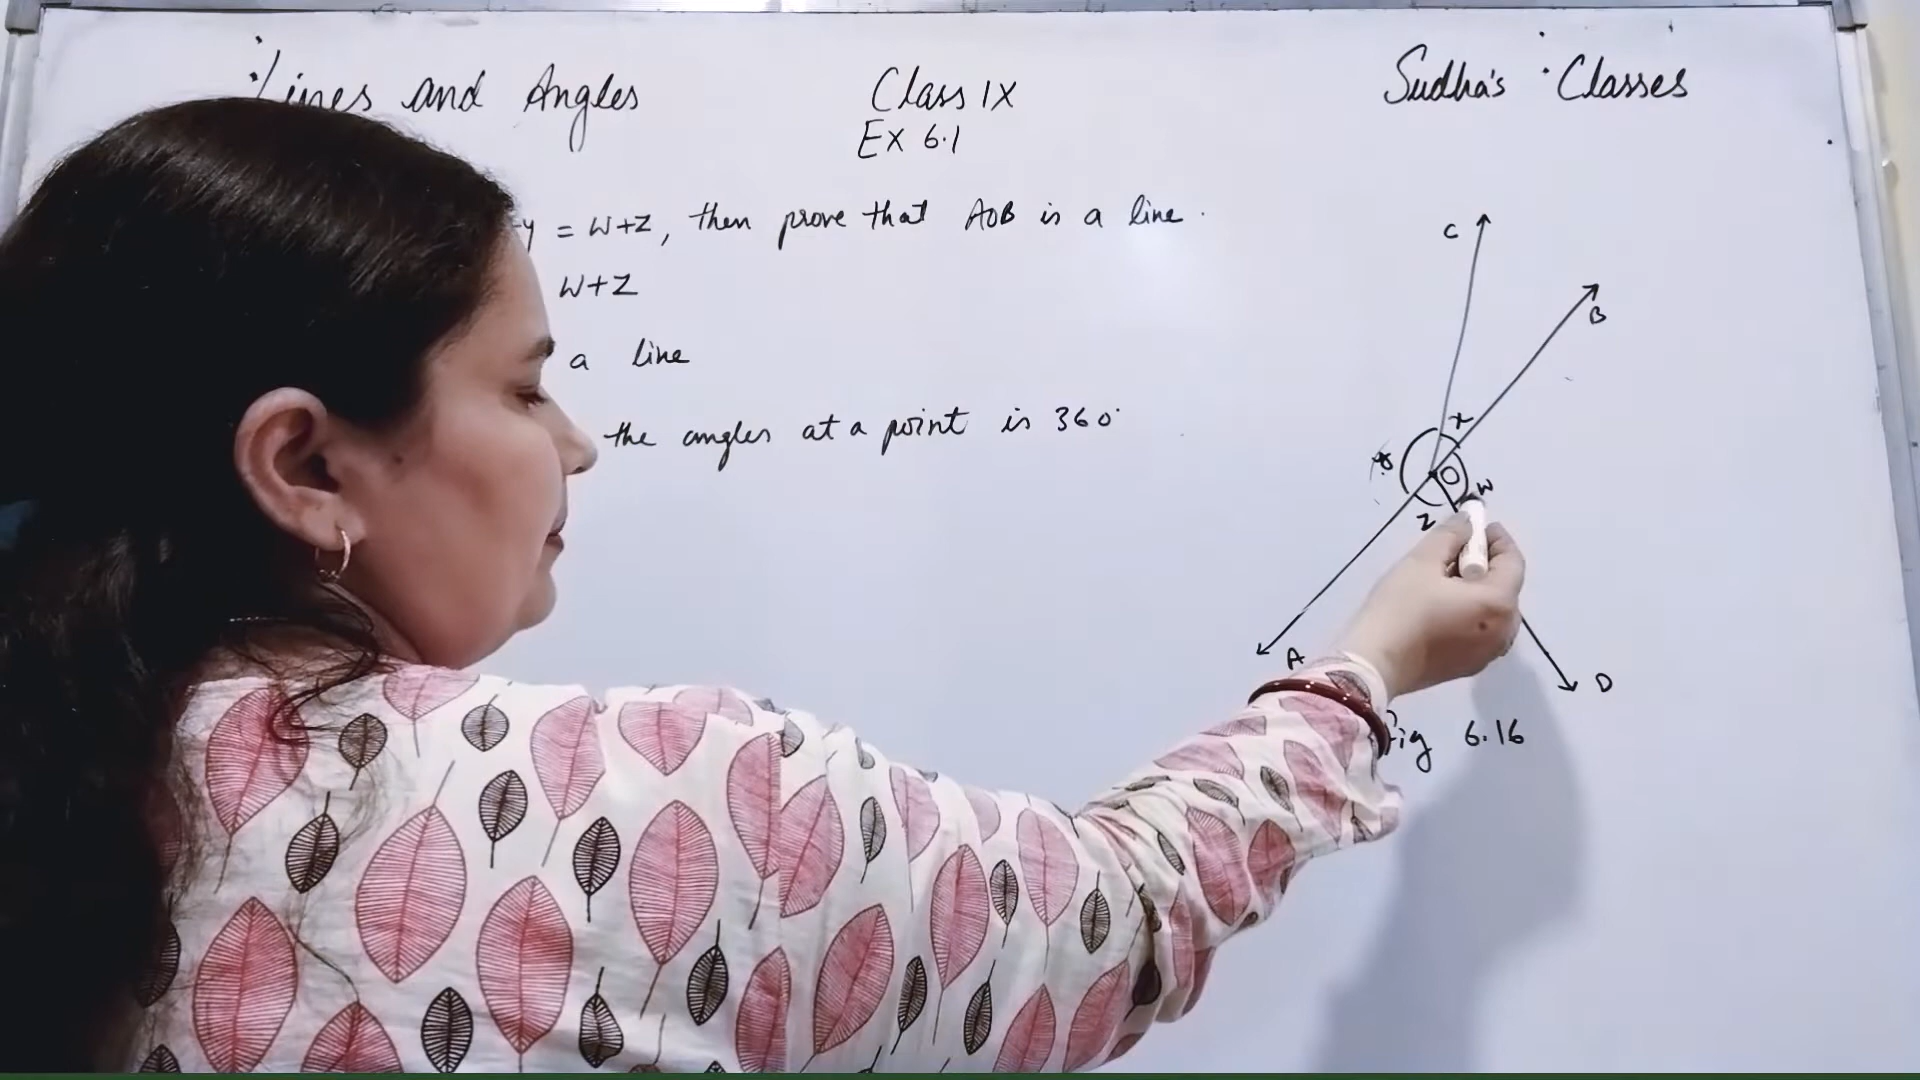 Lines and Angles Class IX Sudha's Classes
Ex 6.1
y = W+Z, then prove that AOB is a line.
W+Z
a line
the angles at a point is 360°
C
B
x
O
W
Z
A
D
Fig 6.16